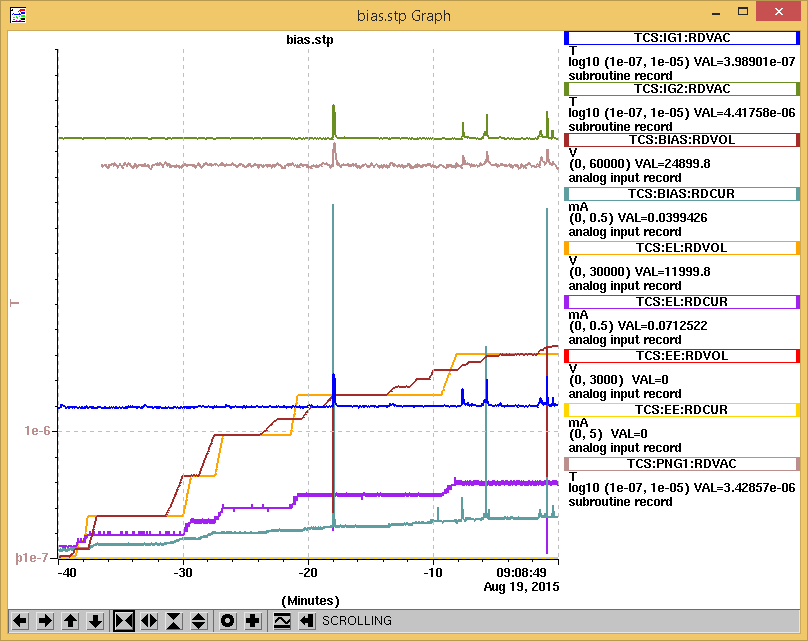 bias.stp Graph
bias.stp
TCS:IG1:RDVAC
T
log10 (1e-07, 1e-05) VAL=3.98901e-07
subroutine record
TCS:IG2:RDVAC
T
log10 (1e-07, 1e-05) VAL=4.41758e-06
subroutine record
TCS:BIAS:RDVOL
V
(0, 60000) VAL=24899.8
analog input record
TCS:BIAS:RDCUR
mA
(0, 0.5) VAL=0.0399426
analog input record
TCS:EL:RDVOL
V
(0, 30000) VAL=11999.8
analog input record
TCS:EL:RDCUR
mA
(0, 0.5) VAL=0.0712522
analog input record
TCS:EE:RDVOL
V
(0, 3000) VAL=0
analog input record
TCS:EE:RDCUR
mA
(0, 5) VAL=0
analog input record
TCS:PNG1:RDVAC
T
log10 (1e-07, 1e-05) VAL=3.42857e-06
subroutine record
T
1e-6
1e-7
-40 -30 -20 -10 09:08:49
Aug 19, 2015
(Minutes)
SCROLLING